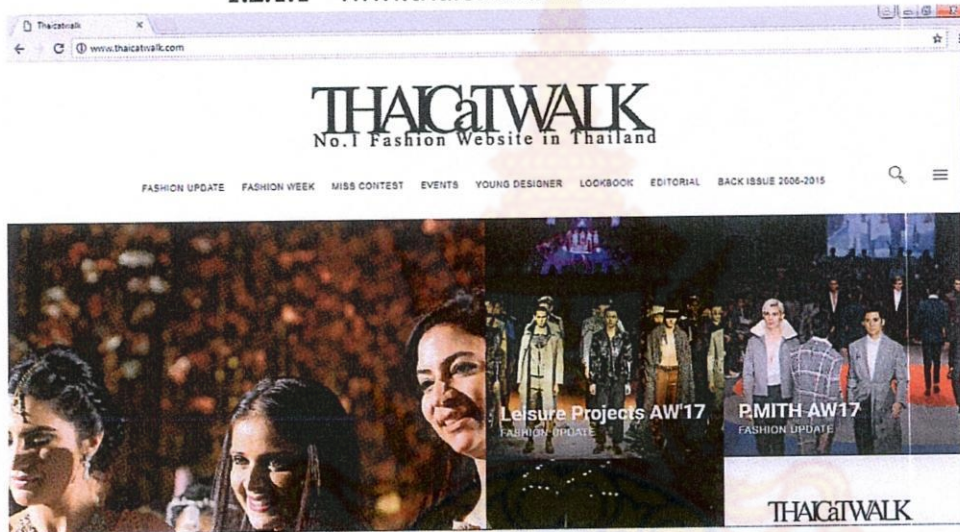 Thaicatwalk
www.thaicatwalk.com
THAICaTWALK
No.1 Fashion Website in Thailand
FASHION UPDATE FASHION WEEK MISS CONTEST EVENTS YOUNG DESIGNER LOOKBOOK EDITORIAL BACK ISSUE 2006-2015
Leisure Projects AW'17
FASHION UPDATE
P.MITH AW17
FASHION UPDATE
THAICaTWALK